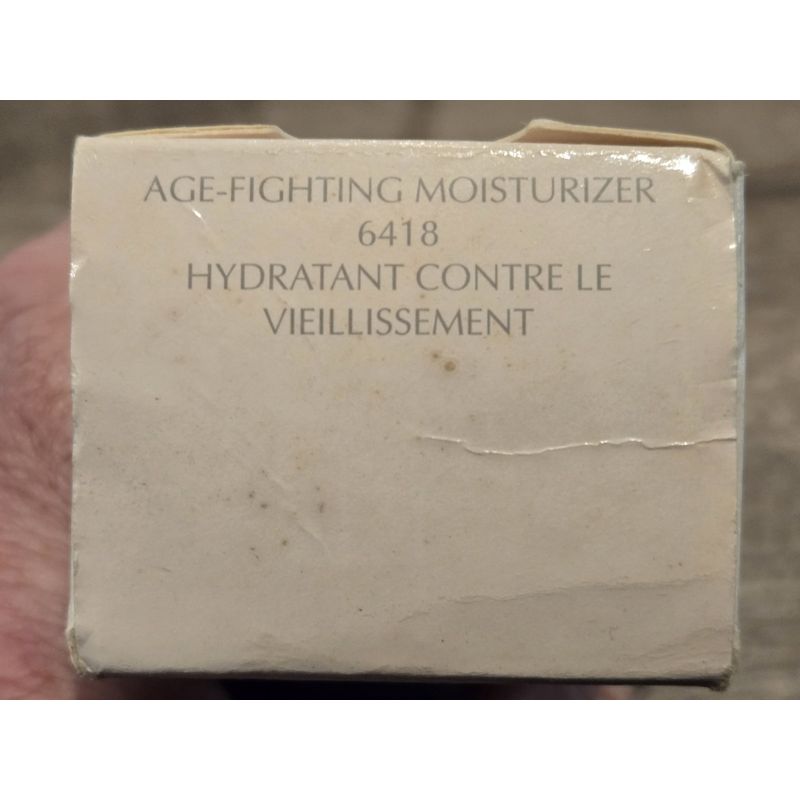 AGE-FIGHTING MOISTURIZER
6418
HYDRATANT CONTRE LE
VIEILLISSEMENT